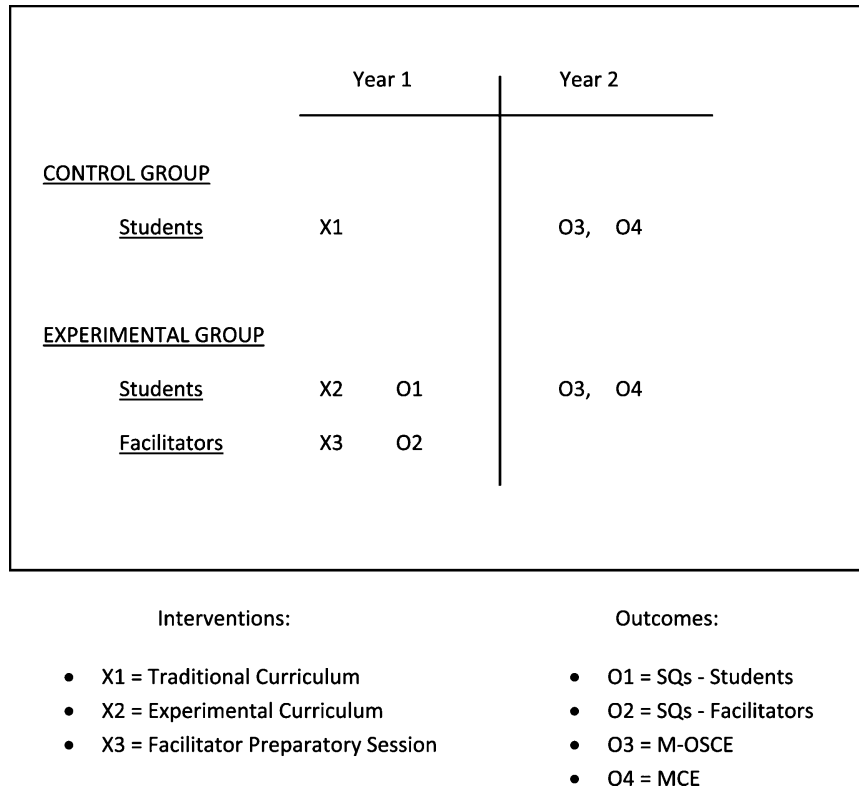 Year 1 Year 2
CONTROL GROUP
Students X1 O3, O4
EXPERIMENTAL GROUP
Students X2 O1 O3, O4
Facilitators X3 O2
Interventions: Outcomes:
• X1 = Traditional Curriculum • O1 = SQs - Students
• X2 = Experimental Curriculum • O2 = SQs - Facilitators
• X3 = Facilitator Preparatory Session • O3 = M-OSCE
• O4 = MCE